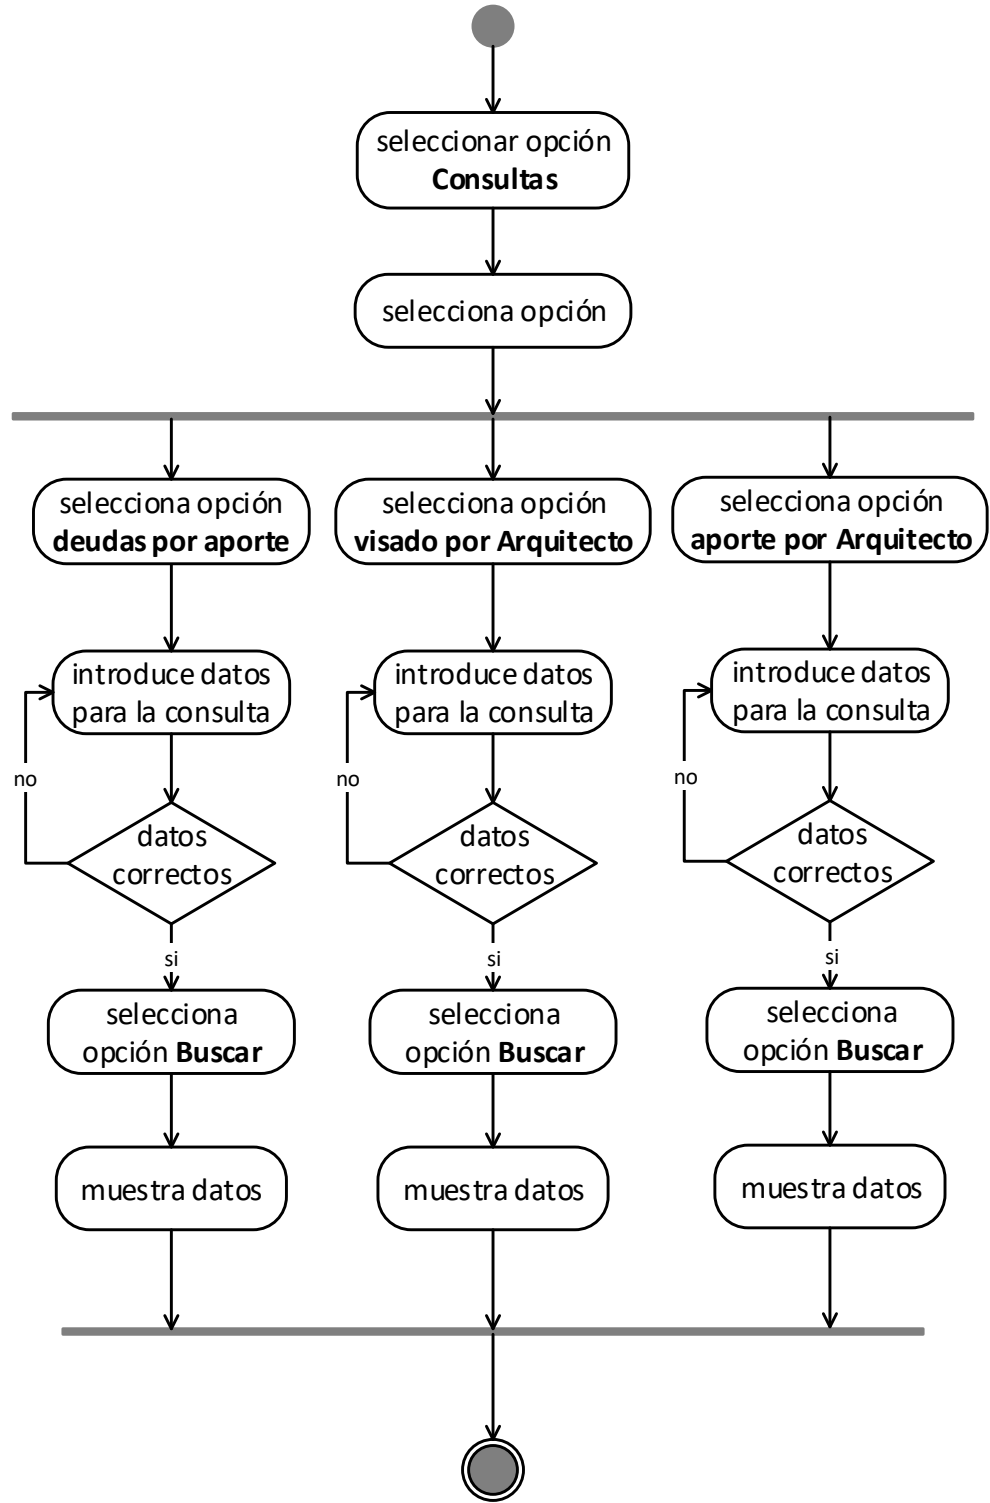 seleccionar opción
Consultas
selecciona opción
selecciona opción
deudas por aporte
introduce datos
para la consulta
no
datos
correctos
si
selecciona
opción Buscar
muestra datos
selecciona opción
visado por Arquitecto
introduce datos
para la consulta
no
datos
correctos
si
selecciona
opción Buscar
muestra datos
selecciona opción
aporte por Arquitecto
introduce datos
para la consulta
no
datos
correctos
si
selecciona
opción Buscar
muestra datos